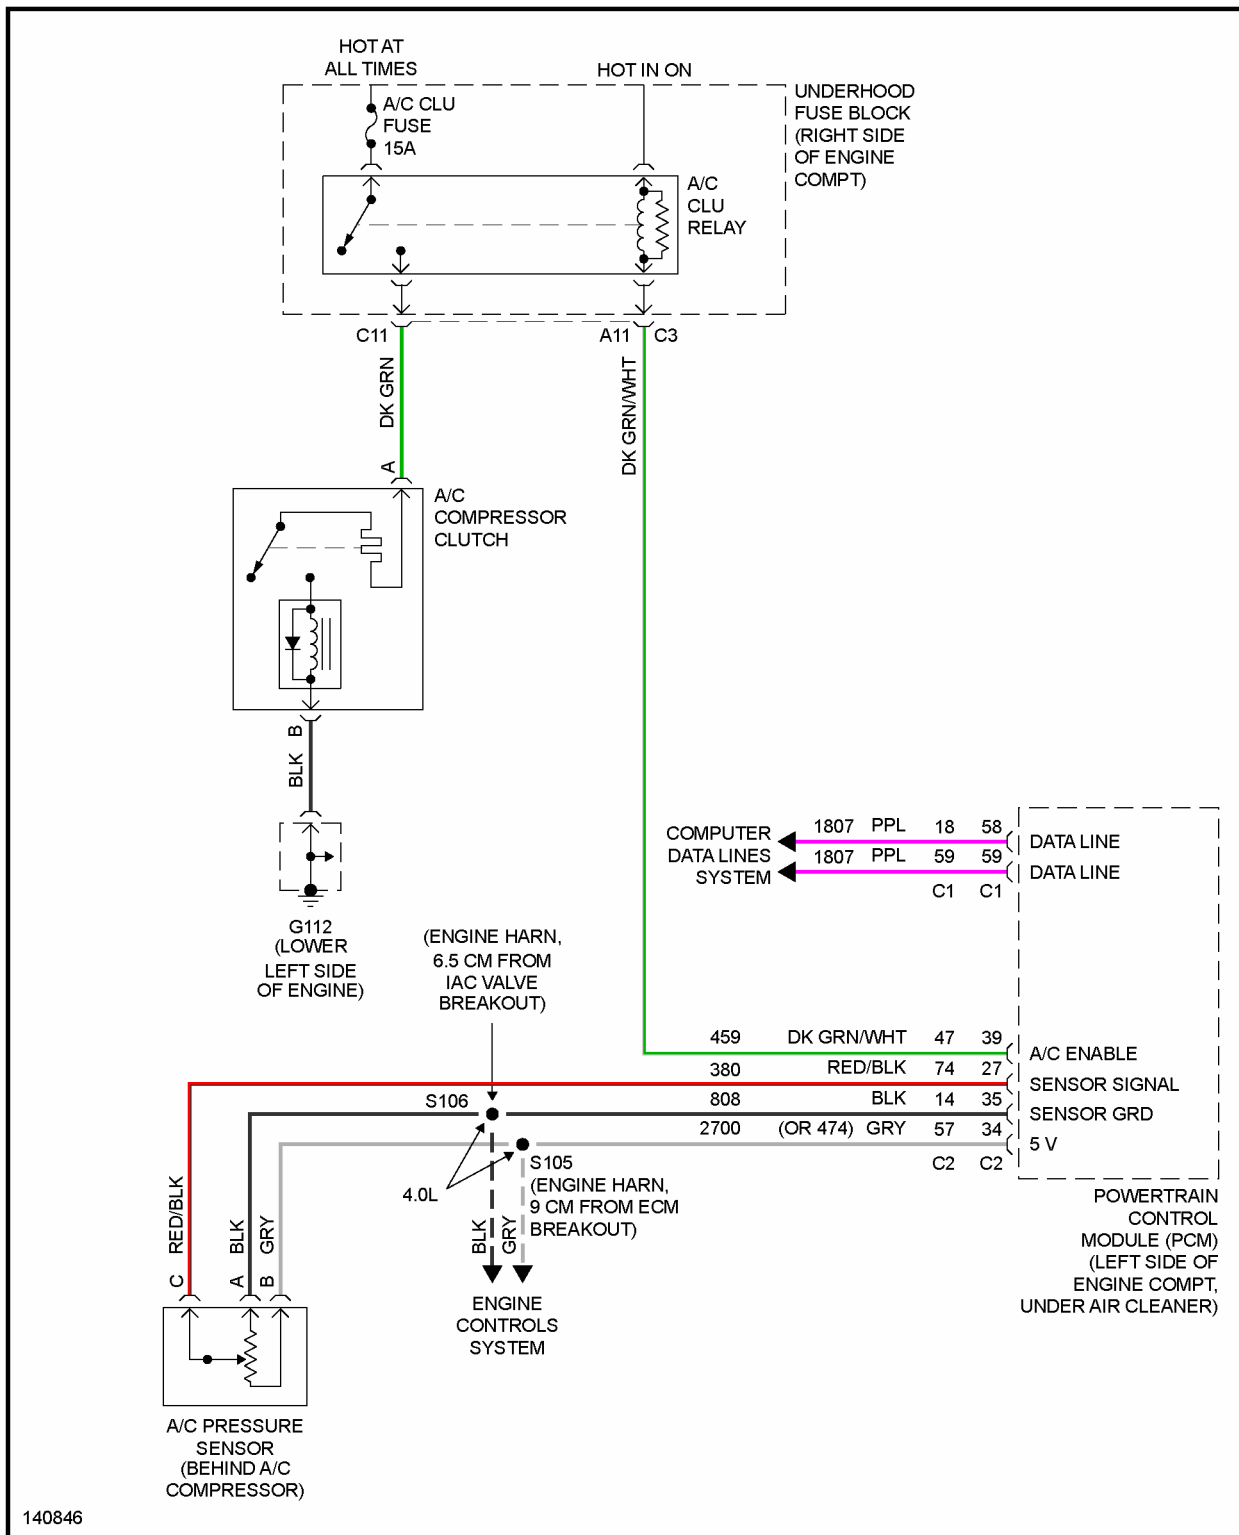 HOT AT
ALL TIMES
HOT IN ON
A/C CLU
FUSE
15A
UNDERHOOD
FUSE BLOCK
(RIGHT SIDE
OF ENGINE
COMPT)
A/C
CLU
RELAY
C11
A11
C3
DK GRN
DK GRN/WHT
A
A/C
COMPRESSOR
CLUTCH
B
BLK
G112
(LOWER
LEFT SIDE
OF ENGINE)
COMPUTER
DATA LINES
SYSTEM
1807 PPL 18 58
DATA LINE
1807 PPL 59 59
DATA LINE
C1 C1
(ENGINE HARN,
6.5 CM FROM
IAC VALVE
BREAKOUT)
459 DK GRN/WHT 47 39
A/C ENABLE
380 RED/BLK 74 27
SENSOR SIGNAL
S106
808 BLK 14 35
SENSOR GRD
2700 (OR 474) GRY 57 34
5 V
C2 C2
S105
(ENGINE HARN,
9 CM FROM ECM
BREAKOUT)
4.0L
BLK
GRY
ENGINE
CONTROLS
SYSTEM
POWERTRAIN
CONTROL
MODULE (PCM)
(LEFT SIDE OF
ENGINE COMPT,
UNDER AIR CLEANER)
RED/BLK
BLK
GRY
C
A
B
A/C PRESSURE
SENSOR
(BEHIND A/C
COMPRESSOR)
140846